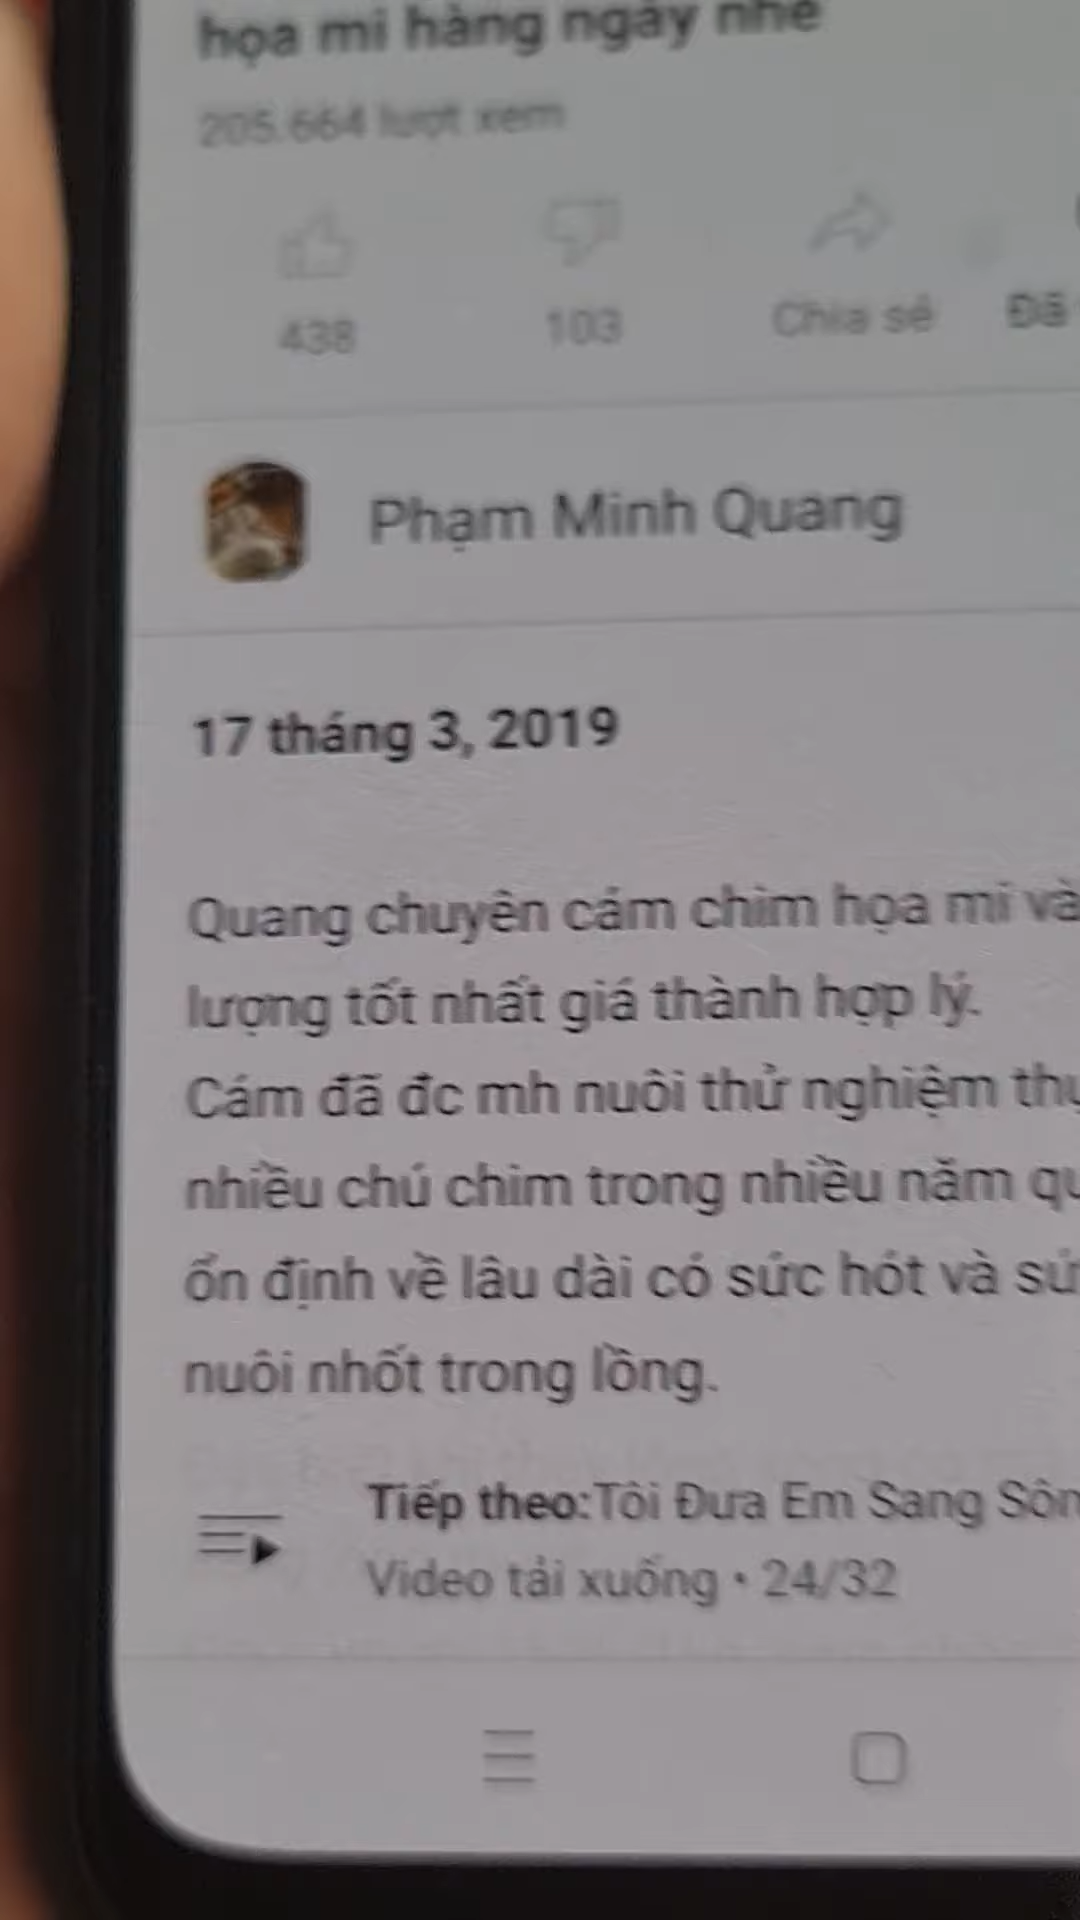 họa mi hàng ngày nhé
205.664 lượt xem
438
103
Chia sẻ
Đã
Phạm Minh Quang
17 tháng 3, 2019
Quang chuyên cám chim họa mi và
lượng tốt nhất giá thành hợp lý.
Cám đã đc mh nuôi thử nghiệm
nhiều chú chim trong nhiều năm
ổn định về lâu dài có sức hót và
nuôi nhốt trong lồng.
Tiếp theo:Tôi Đưa Em Sang
Video tải xuống • 24/32